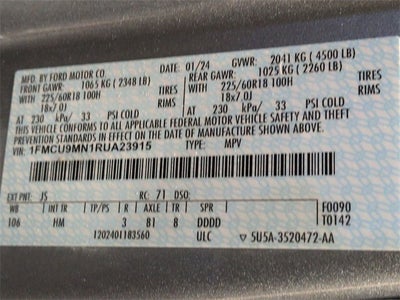 MFD. BY FORD MOTOR CO. DATE: 01/24 GVWR: 2041 KG (4500 LB)
FRONT GAWR: 1065 KG (2348 LB) REAR GAWR: 1025 KG (2260 LB)
WITH 225/60R18 100H TIRES WITH 225/60R18 100H TIRES
18x7.0J RIMS 18x7.0J RIMS
AT 230 kPa/ 33 PSI COLD AT 230 kPa/ 33 PSI COLD
THIS VEHICLE CONFORMS TO ALL APPLICABLE FEDERAL MOTOR VEHICLE SAFETY AND THEFT
PREVENTION STANDARDS IN EFFECT ON THE DATE OF MANUFACTURE SHOWN ABOVE.
VIN: 1FMCU9MN1RUA23915 TYPE: MPV
EXT PNT: JS RC: 71 DSO: F0090
WB INT TR TP/PS R AXLE TR SPR T0142
106 HM 3 81 8 DDDD
1202401183560 ULC ▽ 5U5A-3520472-AA